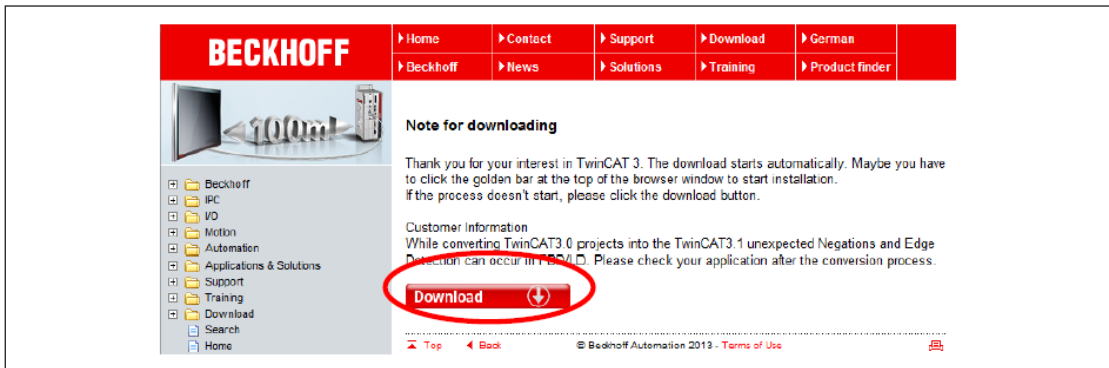 BECKHOFF
Home Contact Support Download German
Beckhoff News Solutions Training Product finder
100m
Beckhoff
IPC
I/O
Motion
Automation
Applications & Solutions
Support
Training
Download
Search
Home
Note for downloading
Thank you for your interest in TwinCAT 3. The download starts automatically. Maybe you have
to click the golden bar at the top of the browser window to start installation.
If the process doesn't start, please click the download button.
Customer Information
While converting TwinCAT3.0 projects into the TwinCAT3.1 unexpected Negations and Edge
Detection can occur in FBD/LD. Please check your application after the conversion process.
Download
Top Back © Beckhoff Automation 2013 - Terms of Use